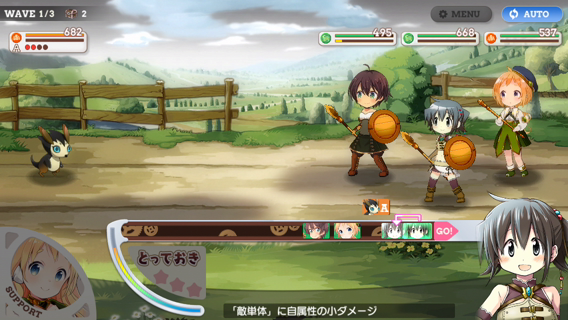 WAVE 1/3 2
MENU
AUTO
682
A
495
668
537
A
GO!
とっておき
SUPPORT
「敵単体」に自属性の小ダメージ